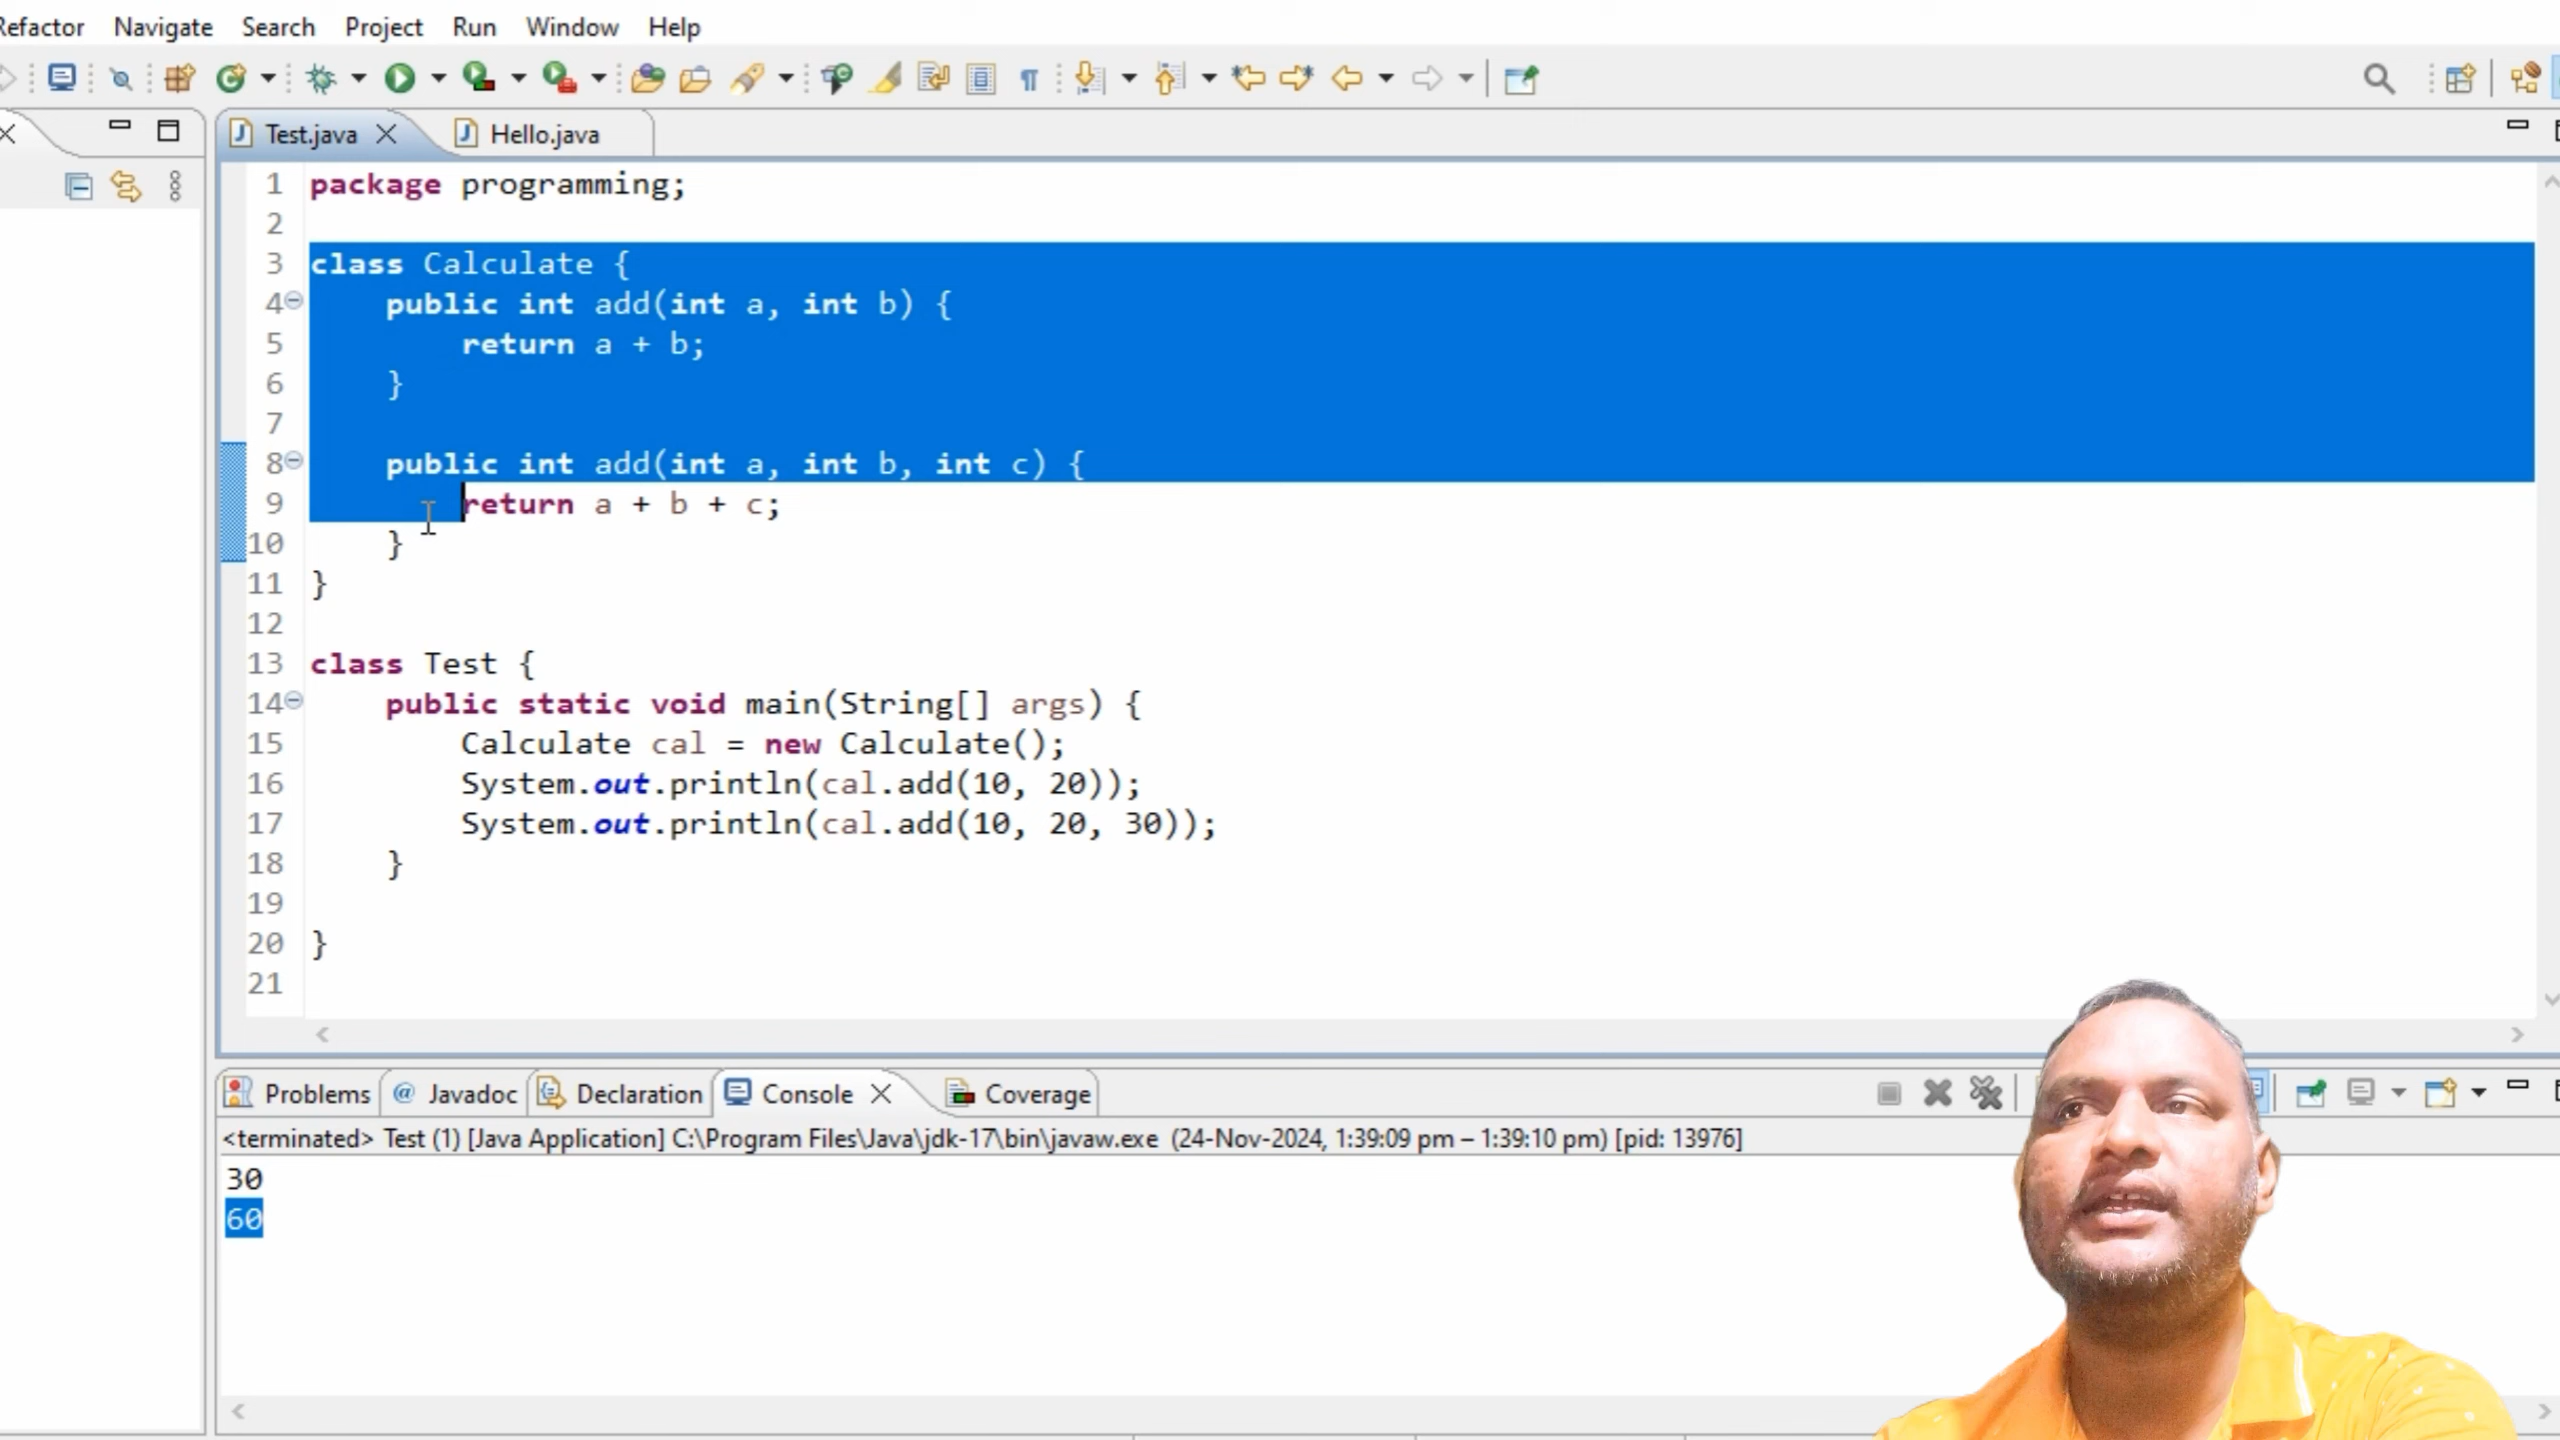 Refactor Navigate Search Project Run Window Help
Test.java Hello.java
1 package programming;
2
3 class Calculate {
4 public int add(int a, int b) {
5 return a + b;
6 }
7
8 public int add(int a, int b, int c) {
9 return a + b + c;
10 }
11 }
12
13 class Test {
14 public static void main(String[] args) {
15 Calculate cal = new Calculate();
16 System.out.println(cal.add(10, 20));
17 System.out.println(cal.add(10, 20, 30));
18 }
19
20 }
21
Problems @ Javadoc Declaration Console Coverage
<terminated> Test (1) [Java Application] C:\Program Files\Java\jdk-17\bin\javaw.exe (24-Nov-2024, 1:39:09 pm – 1:39:10 pm) [pid: 13976]
30
60